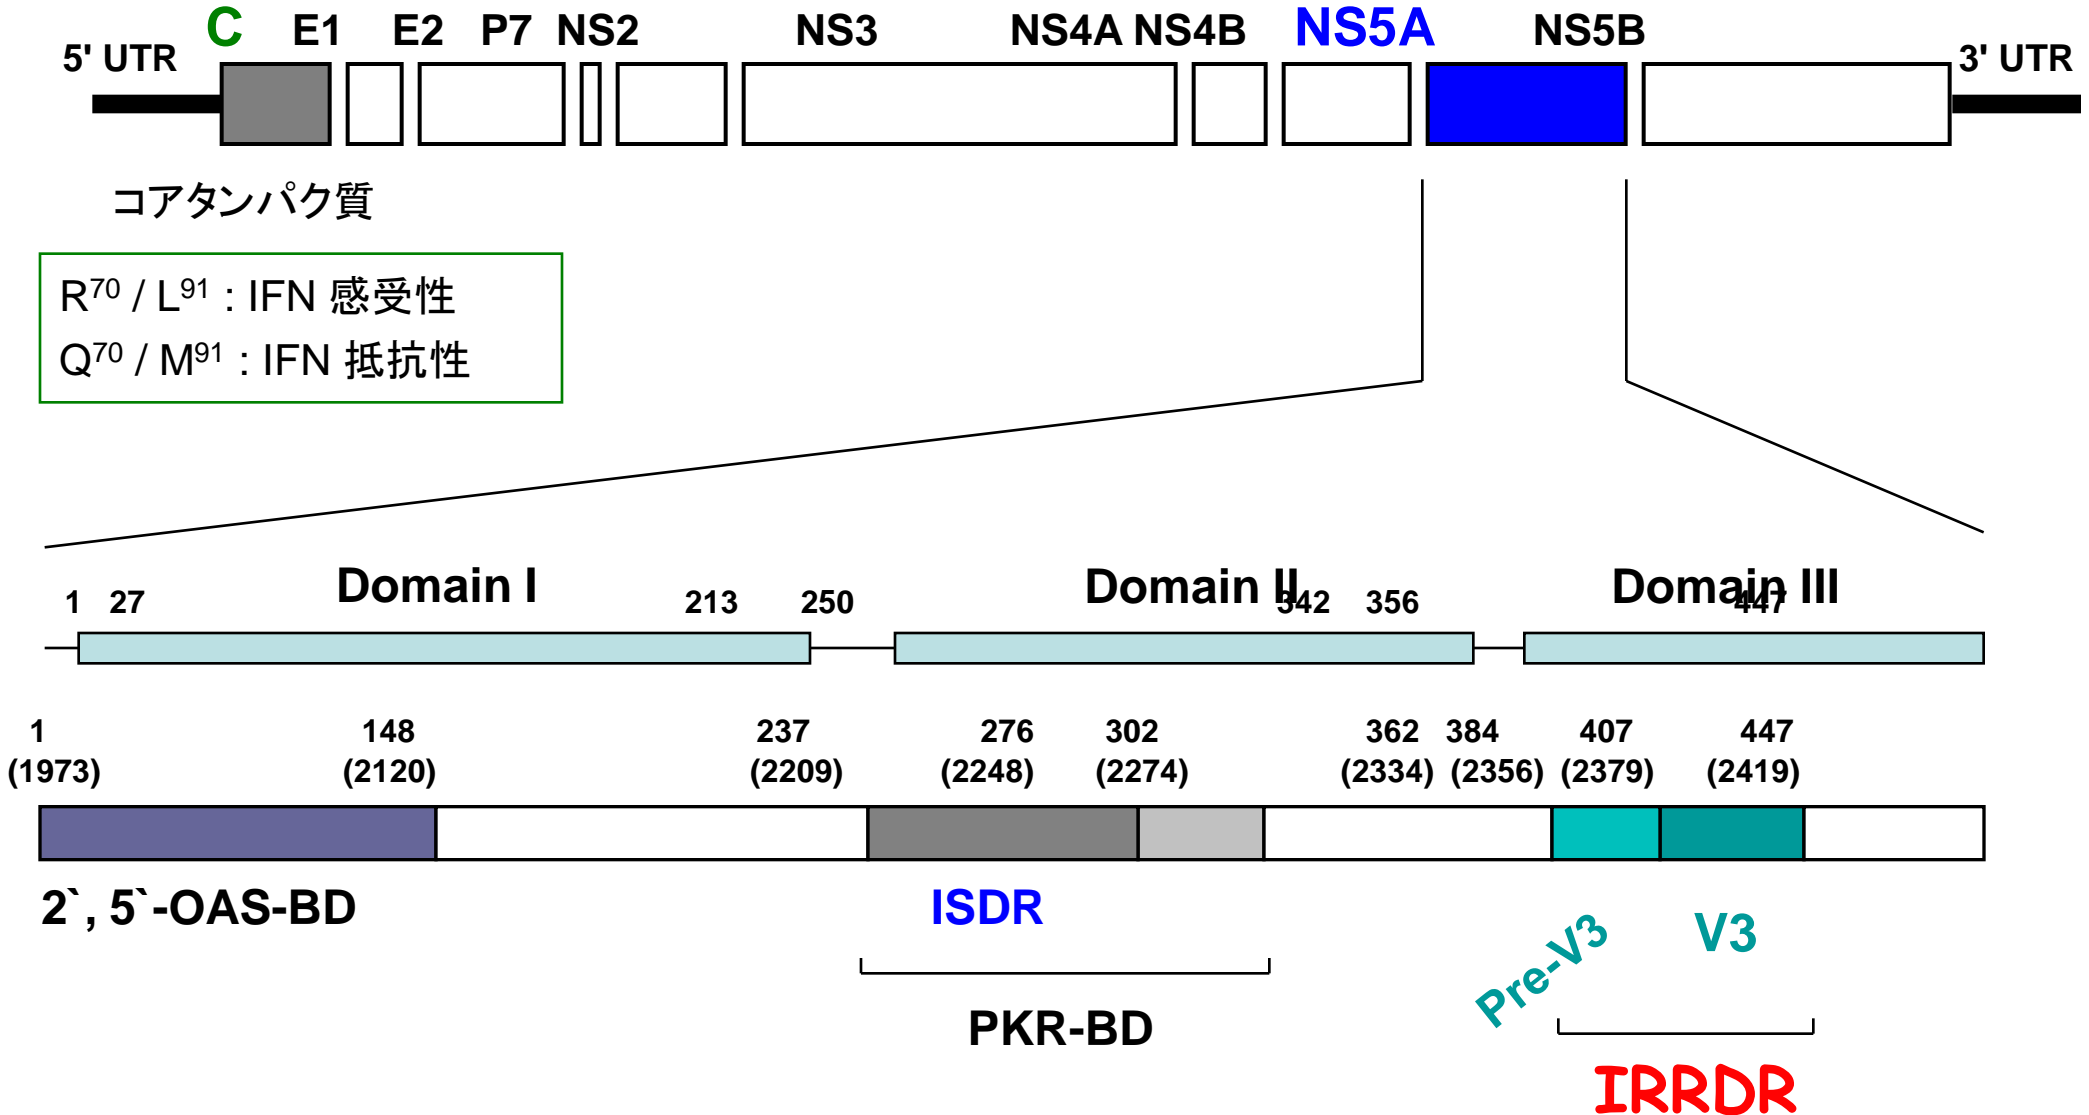 5' UTR C E1 E2 P7 NS2 NS3 NS4A NS4B NS5A NS5B 3' UTR
コアタンパク質
R⁷⁰ / L⁹¹ : IFN 感受性
Q⁷⁰ / M⁹¹ : IFN 抵抗性
Domain I Domain II Domain III
1 27 213 250 342 356 447
1 148 237 276 302 362 384 407 447
(1973) (2120) (2209) (2248) (2274) (2334) (2356) (2379) (2419)
2`, 5`-OAS-BD ISDR Pre-V3 V3
PKR-BD
IRRDR